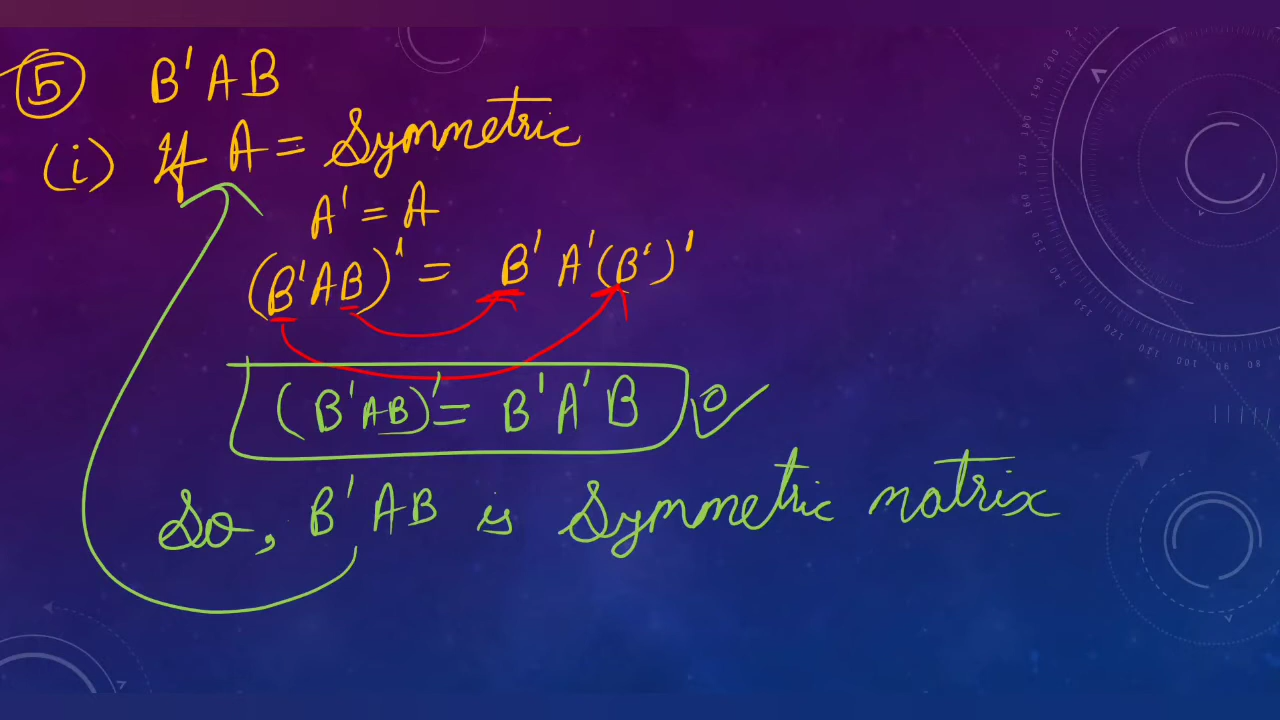 5 B'AB
(i) If A = Symmetric
A' = A
(B'AB)' = B' A' (B')'
(B'AB)' = B'A'B
So, B'AB is Symmetric matrix